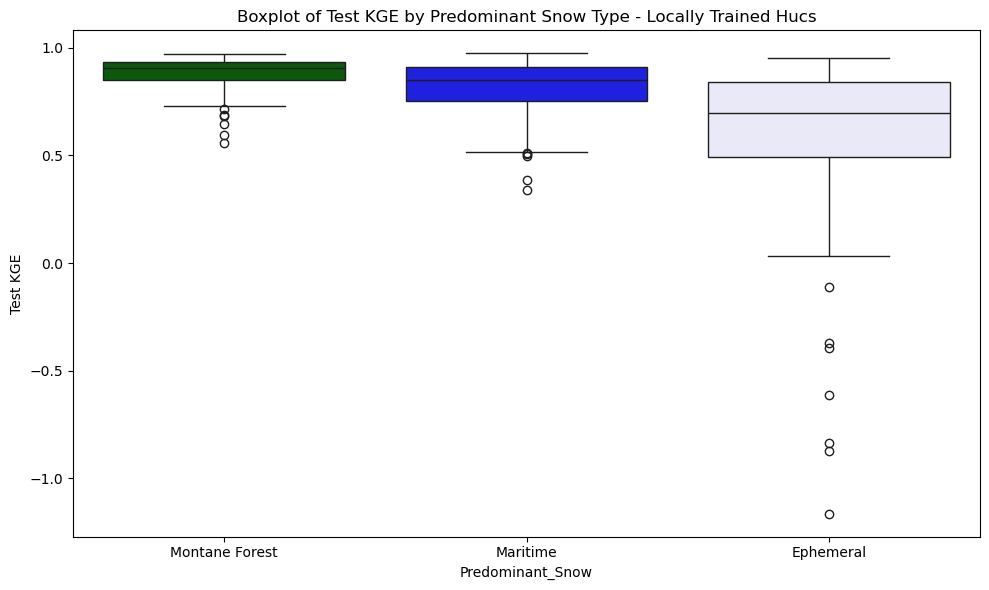 Boxplot of Test KGE by Predominant Snow Type - Locally Trained Hucs
1.0
0.5
0.0
−0.5
−1.0
Test KGE
Montane Forest
Maritime
Ephemeral
Predominant_Snow